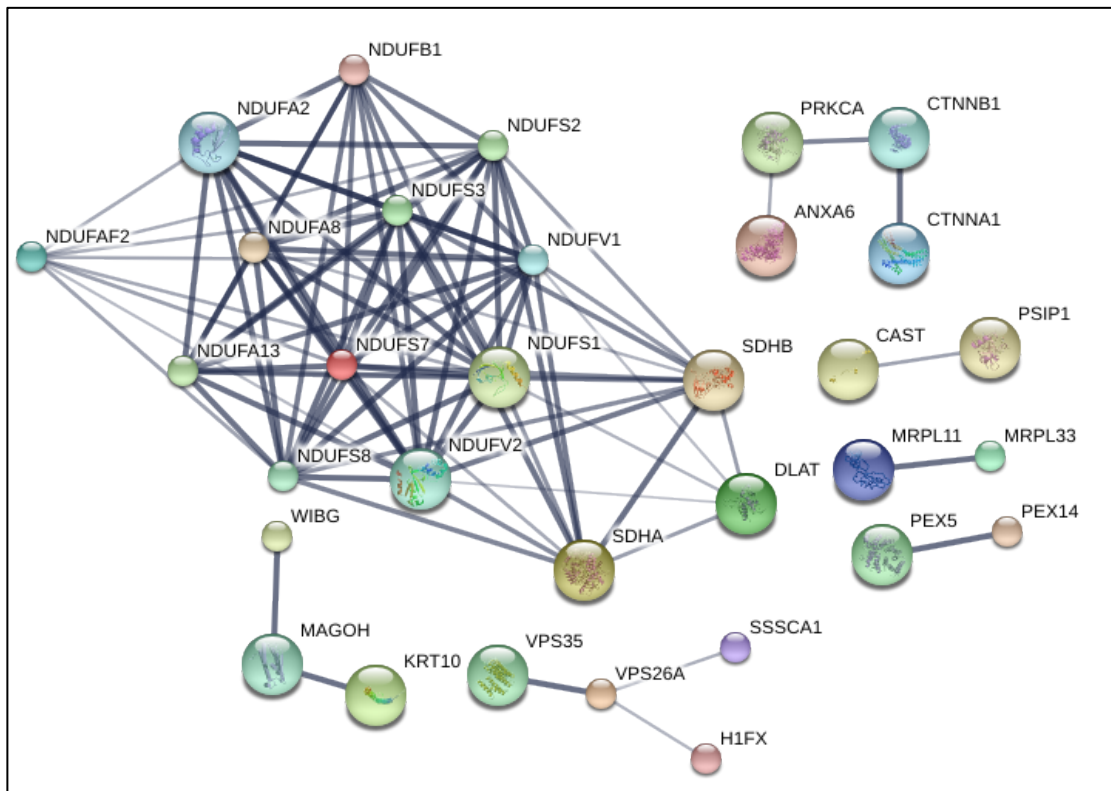 NDUFB1
NDUFA2
PRKCA
CTNNB1
NDUFS2
NDUFS3
ANXA6
CTNNA1
NDUFA8
NDUFV1
NDUFAF2
PSIP1
CAST
SDHB
NDUFS7
NDUFS1
NDUFA13
MRPL11
MRPL33
NDUFS8
NDUFV2
DLAT
PEX14
PEX5
WIBG
SDHA
SSSCA1
MAGOH
VPS35
KRT10
VPS26A
H1FX